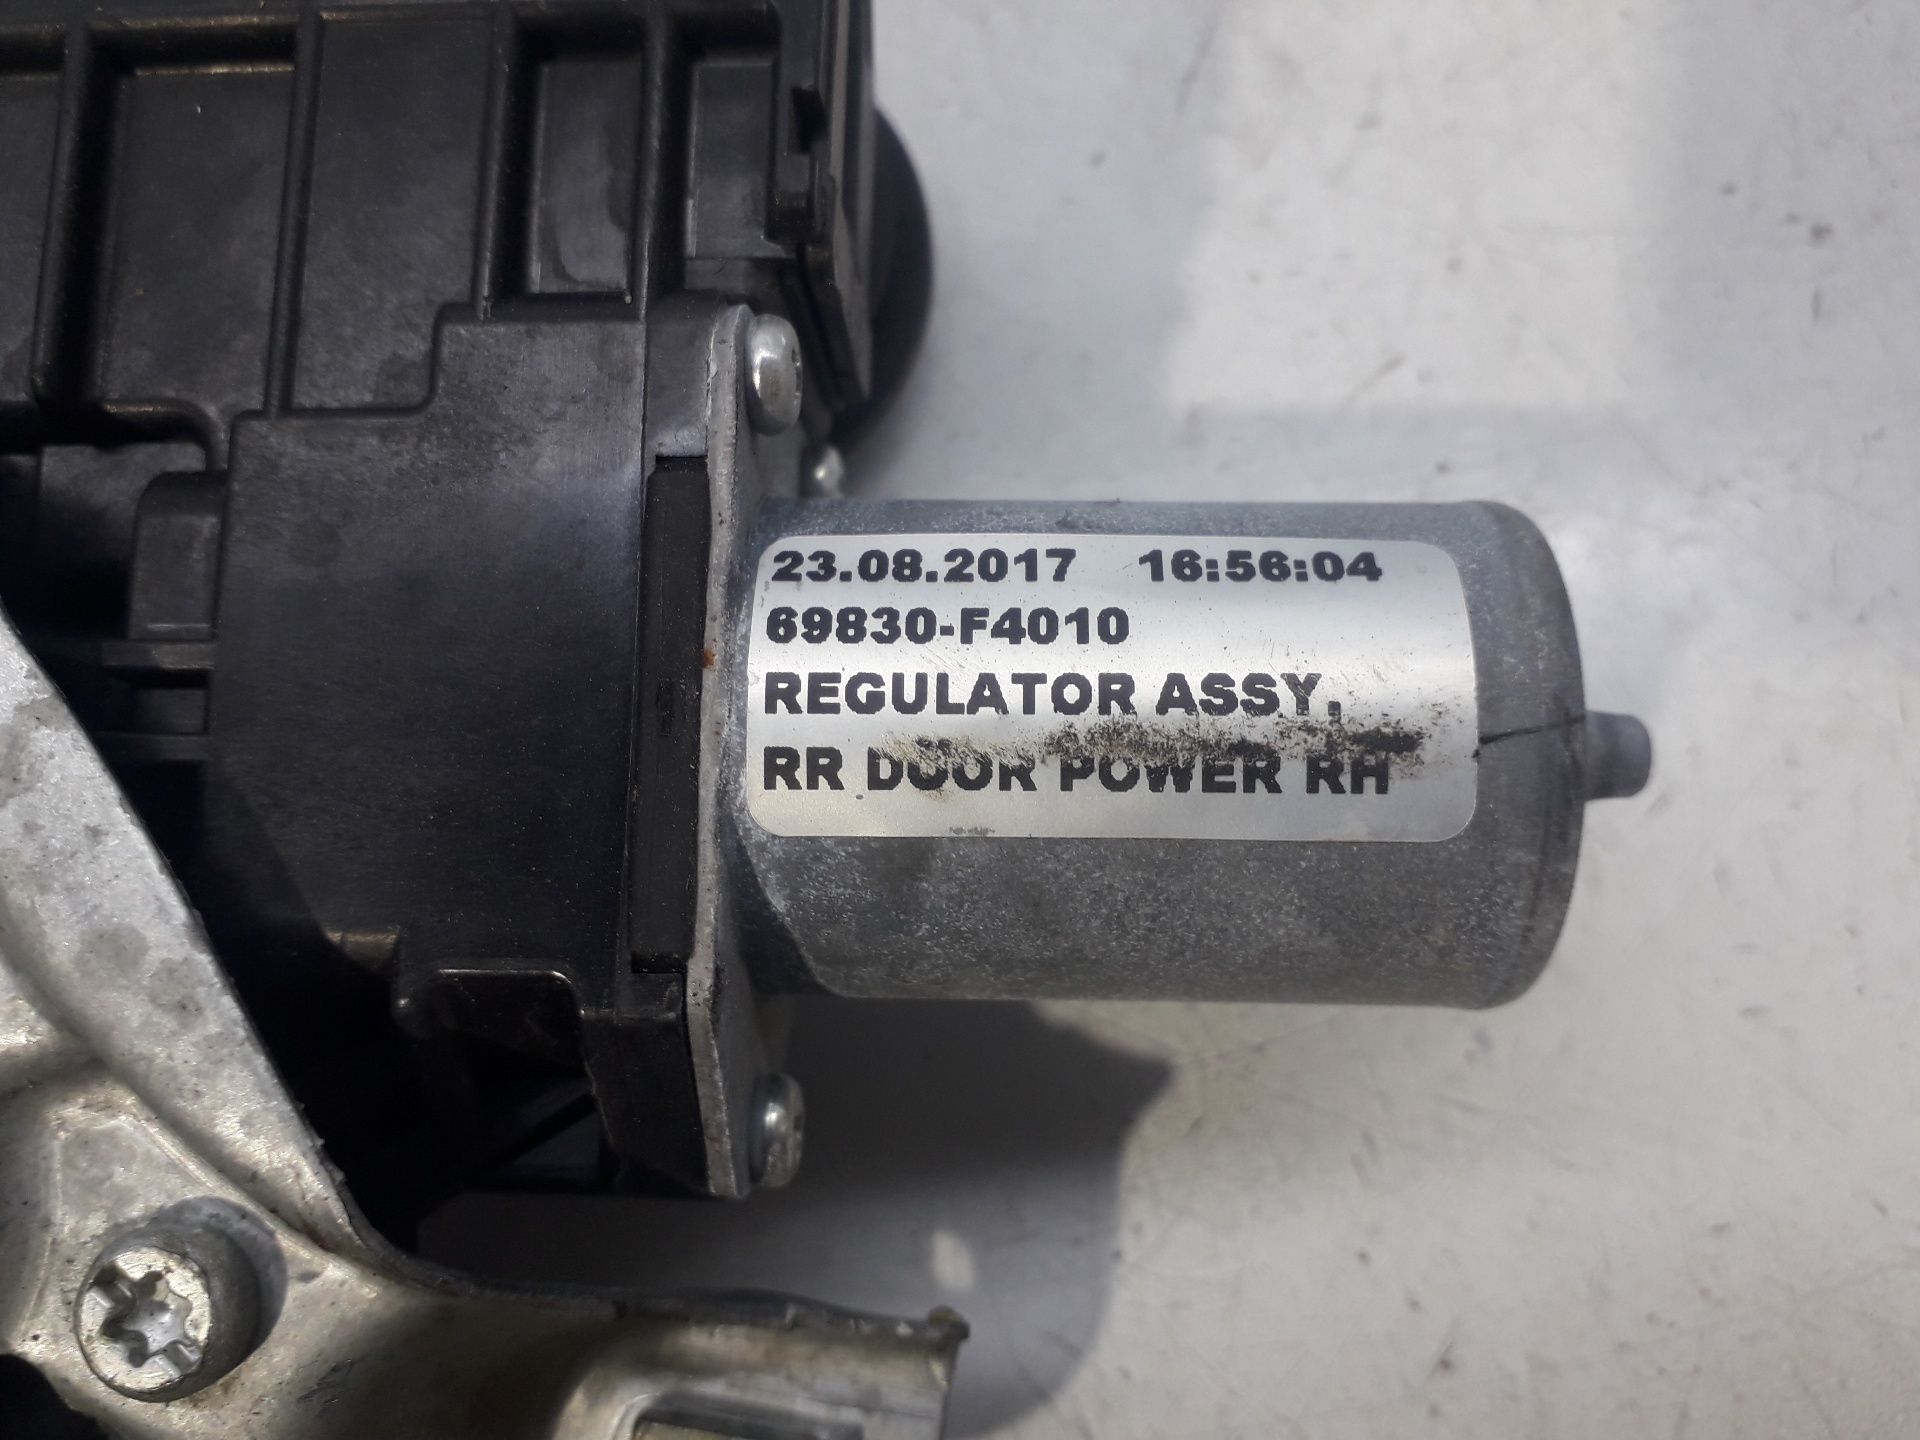 23.08.2017 16:56:04
69830-F4010
REGULATOR ASSY,
RR DOOR POWER RH